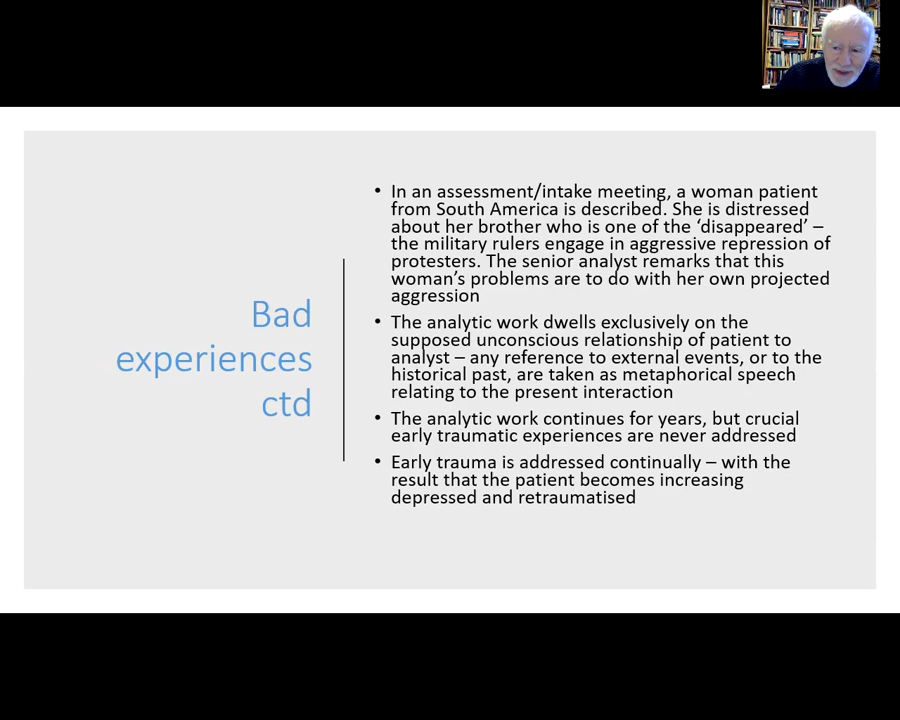 Bad
experiences
ctd
• In an assessment/intake meeting, a woman patient
from South America is described. She is distressed
about her brother who is one of the ‘disappeared’ –
the military rulers engage in aggressive repression of
protesters. The senior analyst remarks that this
woman’s problems are to do with her own projected
aggression
• The analytic work dwells exclusively on the
supposed unconscious relationship of patient to
analyst – any reference to external events, or to the
historical past, are taken as metaphorical speech
relating to the present interaction
• The analytic work continues for years, but crucial
early traumatic experiences are never addressed
• Early trauma is addressed continually – with the
result that the patient becomes increasing
depressed and retraumatised